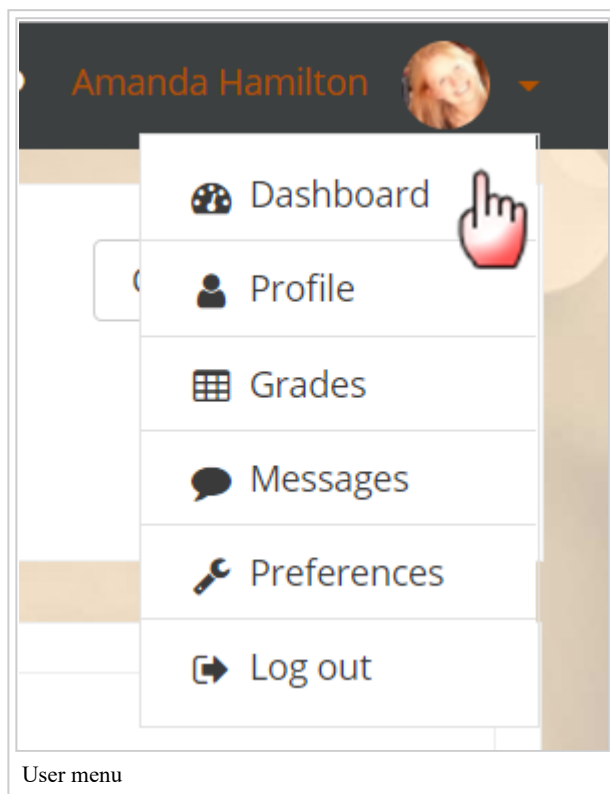 Amanda Hamilton
Dashboard
Profile
Grades
Messages
Preferences
Log out
User menu